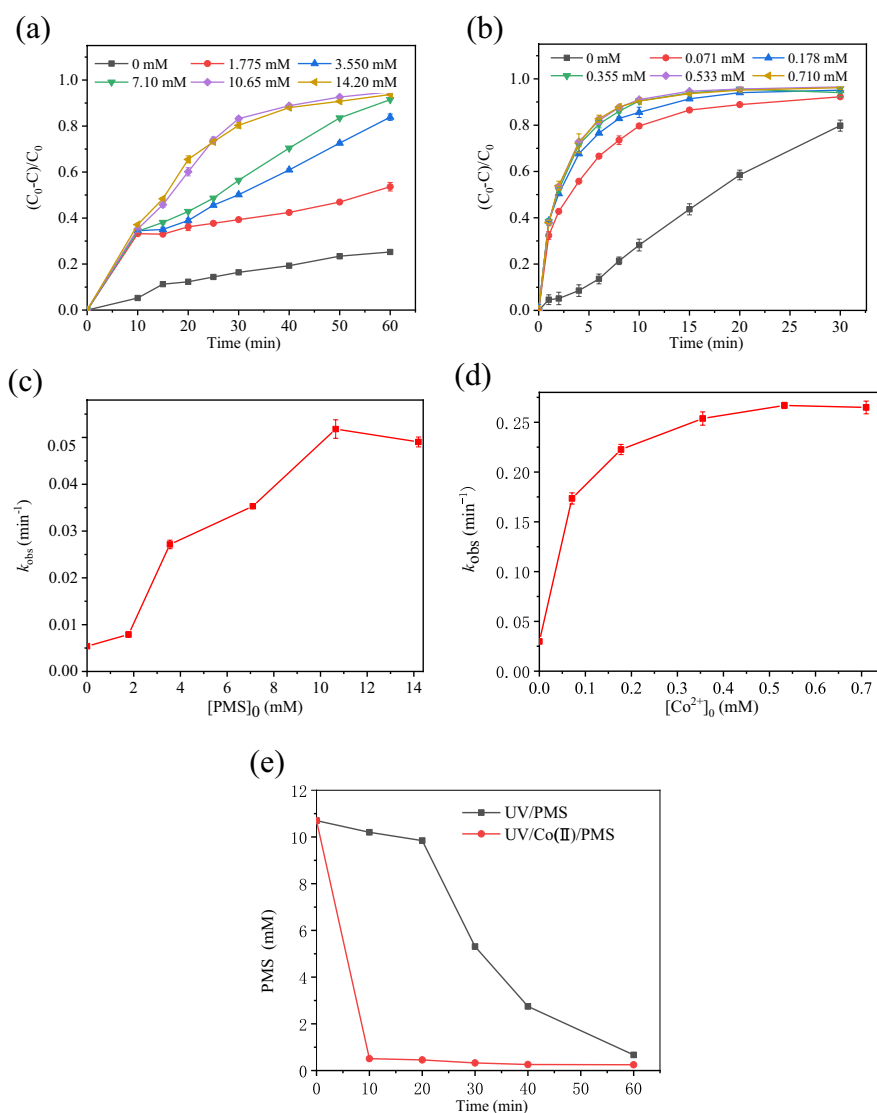 (a)
0 mM 1.775 mM 3.550 mM
7.10 mM 10.65 mM 14.20 mM
1.0
0.8
0.6
0.4
0.2
0.0
(C₀-C)/C₀
0 10 20 30 40 50 60
Time (min)
(b)
0 mM 0.071 mM 0.178 mM
0.355 mM 0.533 mM 0.710 mM
1.0
0.8
0.6
0.4
0.2
0.0
(C₀-C)/C₀
0 5 10 15 20 25 30
Time (min)
(c)
0.05
0.04
0.03
0.02
0.01
0.00
k_obs (min⁻¹)
0 2 4 6 8 10 12 14
[PMS]₀ (mM)
(d)
0.25
0.20
0.15
0.10
0.05
0.00
k_obs (min⁻¹)
0.0 0.1 0.2 0.3 0.4 0.5 0.6 0.7
[Co²⁺]₀ (mM)
(e)
UV/PMS
UV/Co(Ⅱ)/PMS
12
10
8
6
4
2
0
PMS (mM)
0 10 20 30 40 50 60
Time (min)